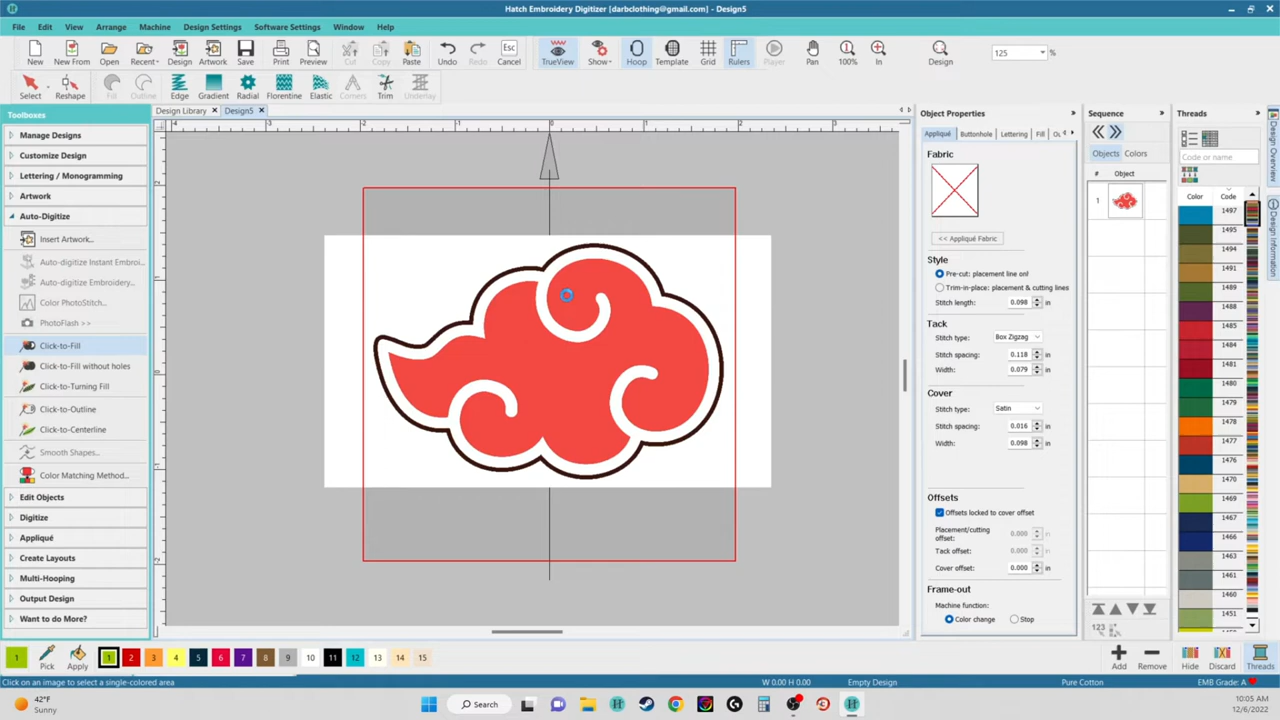 Hatch Embroidery Digitizer [darbclothing@gmail.com] - Design5
File Edit View Arrange Machine Design Settings Software Settings Window Help
New New From Open Recent Design Artwork Save Print Preview Cut Copy Paste Undo Redo Cancel TrueView Show Hoop Template Grid Rulers Player Pan 100% In Design 125 %
Select Reshape Fill Outline Edge Gradient Radial Florentine Elastic Corners Trim Underlay
Toolboxes
Manage Designs
Customize Design
Lettering / Monogramming
Artwork
Auto-Digitize
Insert Artwork...
Auto-digitize Instant Embroi...
Auto-digitize Embroidery...
Color PhotoStitch...
PhotoFlash >>
Click-to-Fill
Click-to-Fill without holes
Click-to-Turning Fill
Click-to-Outline
Click-to-Centerline
Smooth Shapes...
Color Matching Method...
Edit Objects
Digitize
Appliqué
Create Layouts
Multi-Hooping
Output Design
Want to do More?
Design Library Design5
Object Properties
Appliqué Buttonhole Lettering Fill
Fabric
<< Appliqué Fabric
Style
Pre-cut: placement line onl
Trim-in-place: placement & cutting lines
Stitch length: 0.098 in
Tack
Stitch type: Box Zigzag
Stitch spacing: 0.118 in
Width: 0.079 in
Cover
Stitch type: Satin
Stitch spacing: 0.016 in
Width: 0.098 in
Offsets
Offsets locked to cover offset
Placement/cutting
offset: 0.000 in
Tack offset: 0.000 in
Cover offset: 0.000 in
Frame-out
Machine function:
Color change Stop
Sequence
Objects Colors
# Object
1
123
Threads
Code or name
Color Code
1497
1495
1494
1491
1489
1488
1485
1484
1480
1479
1478
1477
1476
1470
1469
1467
1466
1463
1461
1460
1451
Design Overview
Design Information
1 Pick Apply 1 2 3 4 5 6 7 8 9 10 11 12 13 14 15
Add Remove Hide Discard Threads
Click on an image to select a single-colored area W 0.00 H 0.00 Empty Design Pure Cotton EMB Grade: A
42°F
Sunny
Search
10:05 AM
12/6/2022